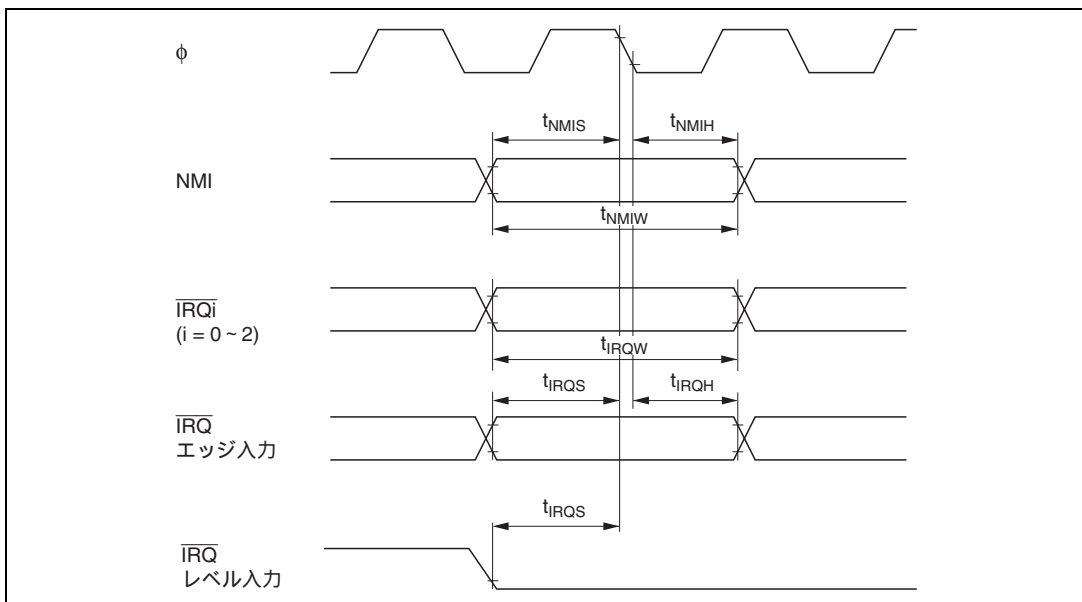 ϕ
tNMIS tNMIH
NMI
tNMIW
IRQi
(i = 0 ~ 2)
tIRQW
tIRQS tIRQH
IRQ
エッジ入力
tIRQS
IRQ
レベル入力